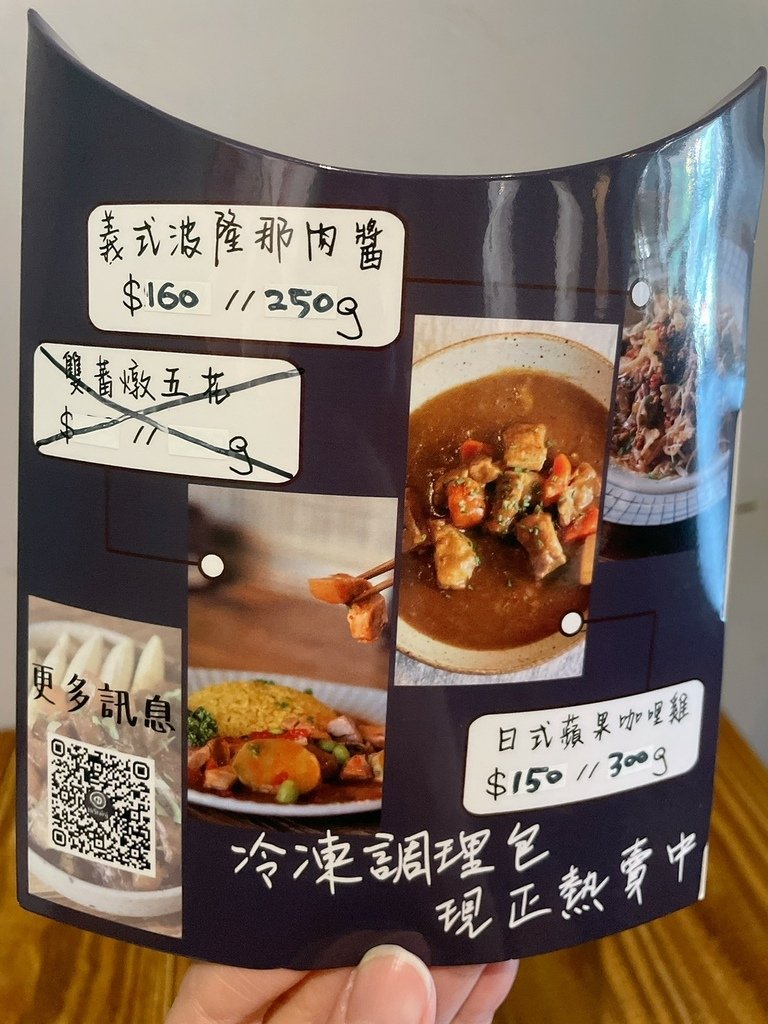 義式波隆那肉醬
$160 // 250g
雙薯燉五花
$ // g
更多訊息
日式蘋果咖哩雞
$150 // 300g
冷凍調理包
現正熱賣中